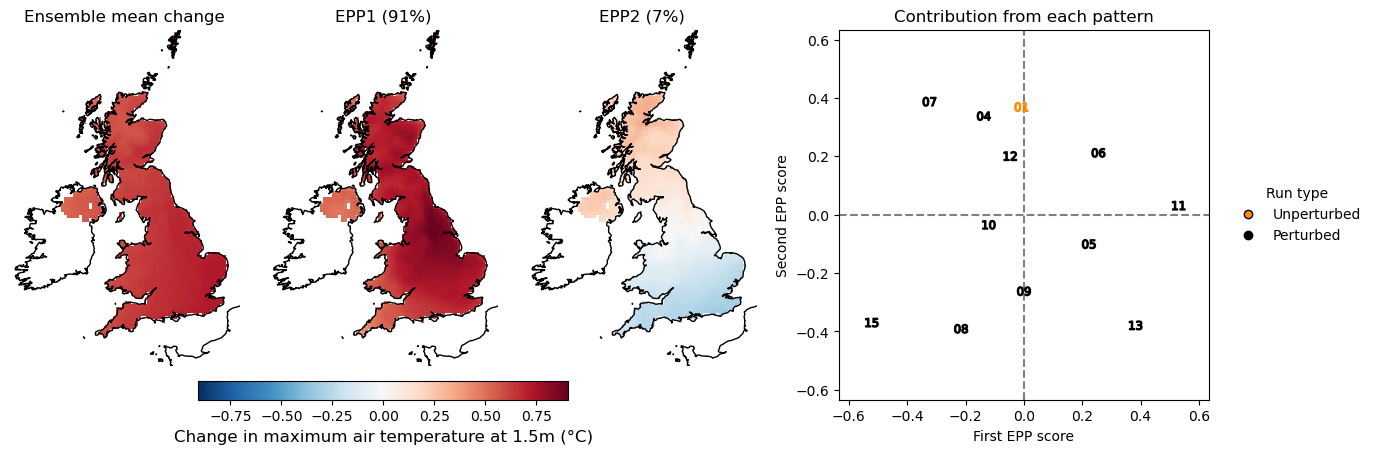 Ensemble mean change
EPP1 (91%)
EPP2 (7%)
−0.75 −0.50 −0.25 0.00 0.25 0.50 0.75
Change in maximum air temperature at 1.5m (°C)
Contribution from each pattern
Second EPP score
0.6
0.4
0.2
0.0
−0.2
−0.4
−0.6
07
04
01
12
06
11
10
05
09
15
08
13
−0.6 −0.4 −0.2 0.0 0.2 0.4 0.6
First EPP score
Run type
Unperturbed
Perturbed